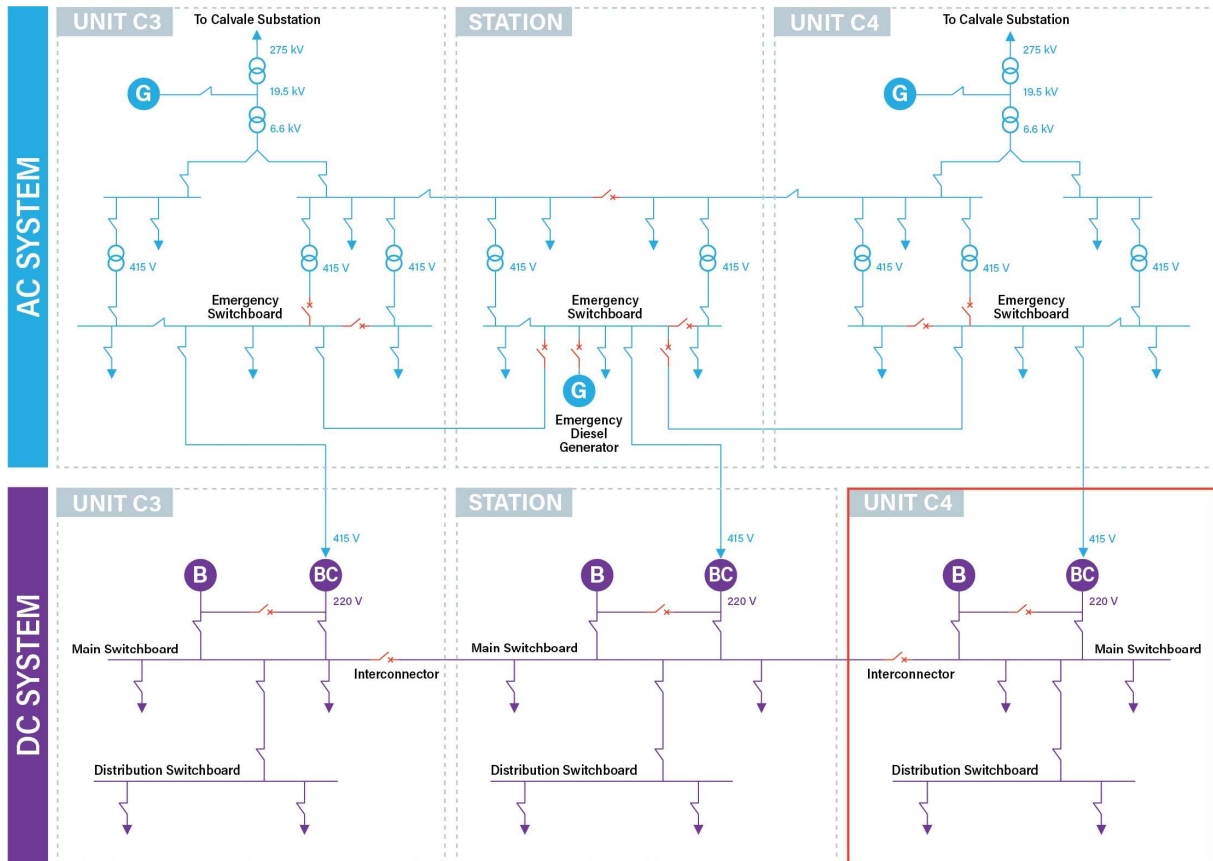 AC SYSTEM
UNIT C3
To Calvale Substation
275 kV
G
19.5 kV
6.6 kV
415 V
415 V
415 V
Emergency
Switchboard
STATION
415 V
415 V
Emergency
Switchboard
G
Emergency
Diesel
Generator
UNIT C4
To Calvale Substation
275 kV
G
19.5 kV
6.6 kV
415 V
415 V
415 V
Emergency
Switchboard
DC SYSTEM
UNIT C3
415 V
B
BC
220 V
Main Switchboard
Interconnector
Distribution Switchboard
STATION
415 V
B
BC
220 V
Main Switchboard
Distribution Switchboard
UNIT C4
415 V
B
BC
220 V
Main Switchboard
Interconnector
Distribution Switchboard